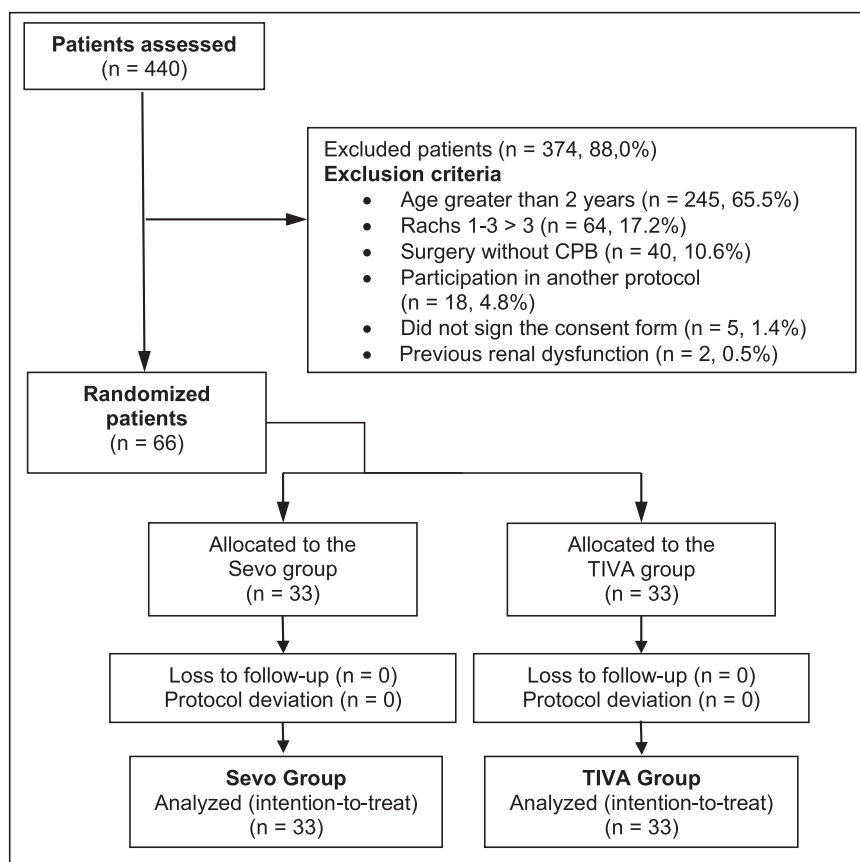 Patients assessed
(n = 440)
Excluded patients (n = 374, 88,0%)
Exclusion criteria
• Age greater than 2 years (n = 245, 65.5%)
• Rachs 1-3 > 3 (n = 64, 17.2%)
• Surgery without CPB (n = 40, 10.6%)
• Participation in another protocol
(n = 18, 4.8%)
• Did not sign the consent form (n = 5, 1.4%)
• Previous renal dysfunction (n = 2, 0.5%)
Randomized
patients
(n = 66)
Allocated to the
Sevo group
(n = 33)
Allocated to the
TIVA group
(n = 33)
Loss to follow-up (n = 0)
Protocol deviation (n = 0)
Loss to follow-up (n = 0)
Protocol deviation (n = 0)
Sevo Group
Analyzed (intention-to-treat)
n = 33)
TIVA Group
Analyzed (intention-to-treat)
n = 33)